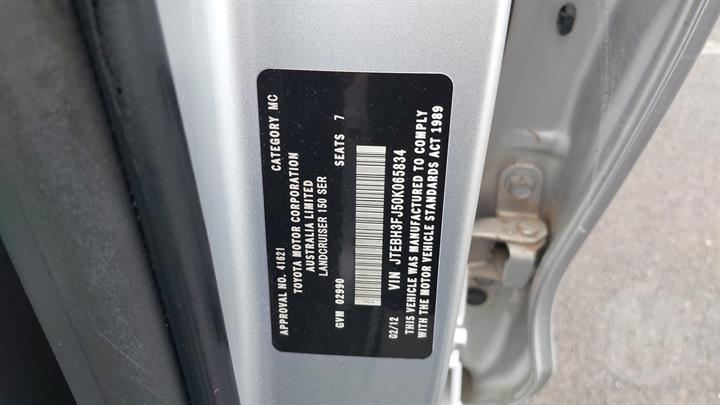 APPROVAL NO. 41621 CATEGORY MC
TOYOTA MOTOR CORPORATION
AUSTRALIA LIMITED
LANDCRUISER 150 SER
GVM 02990 SEATS 7
02/12 VIN JTEBH3FJ50K065834
THIS VEHICLE WAS MANUFACTURED TO COMPLY
WITH THE MOTOR VEHICLE STANDARDS ACT 1989